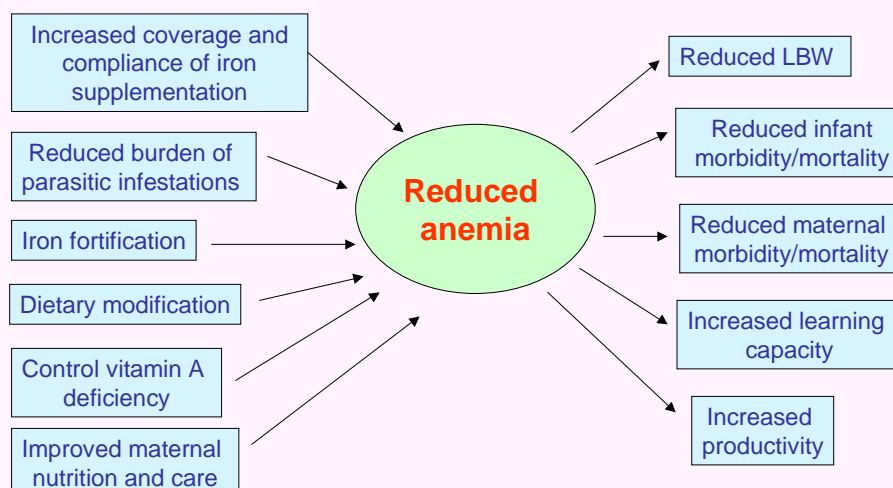 Increased coverage and
compliance of iron
supplementation
Reduced burden of
parasitic infestations
Iron fortification
Dietary modification
Control vitamin A
deficiency
Improved maternal
nutrition and care
Reduced
anemia
Reduced LBW
Reduced infant
morbidity/mortality
Reduced maternal
morbidity/mortality
Increased learning
capacity
Increased
productivity